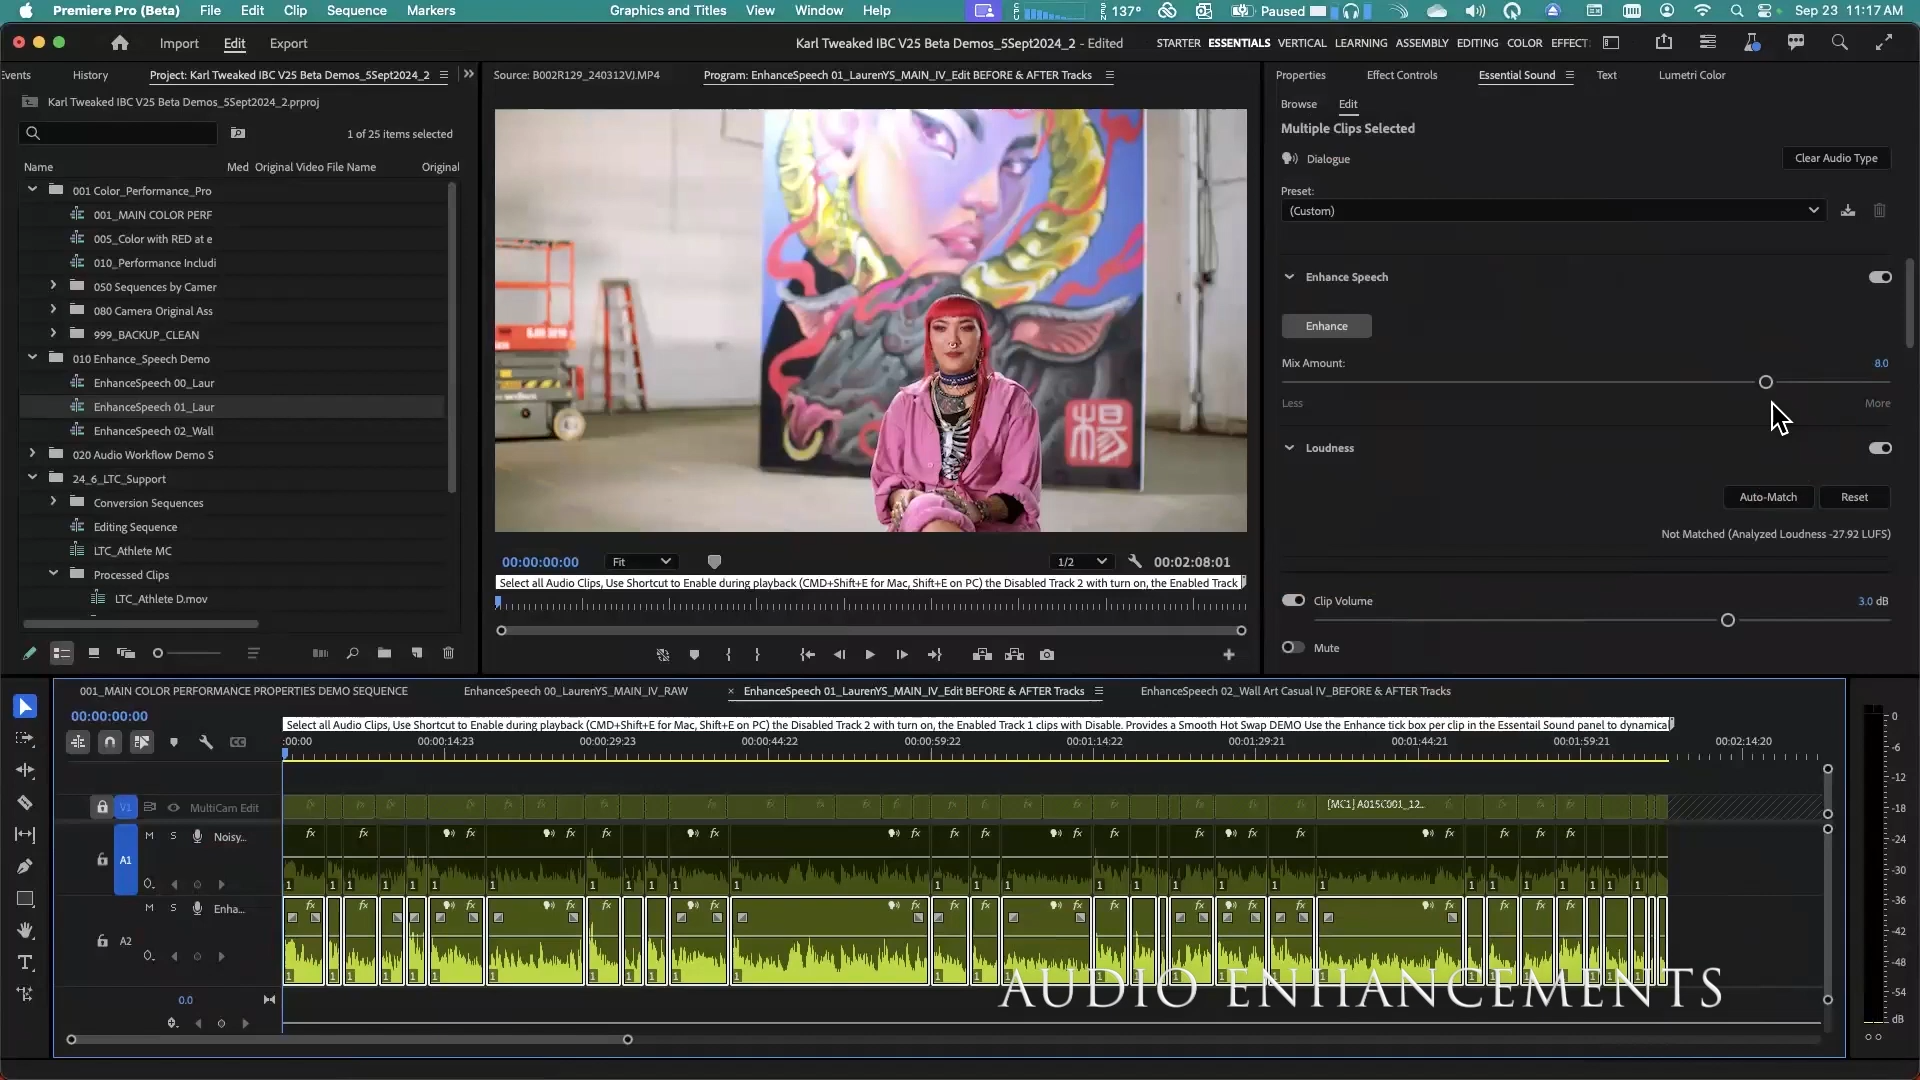 Premiere Pro (Beta) File Edit Clip Sequence Markers Graphics and Titles View Window Help 137° Paused Sep 23 11:17 AM
Import Edit Export Karl Tweaked IBC V25 Beta Demos_5Sept2024_2 - Edited STARTER ESSENTIALS VERTICAL LEARNING ASSEMBLY EDITING COLOR EFFECT
Events History Project: Karl Tweaked IBC V25 Beta Demos_5Sept2024_2
Karl Tweaked IBC V25 Beta Demos_5Sept2024_2.prproj
1 of 25 items selected
Name Med Original Video File Name Original
001 Color_Performance_Pro
001_MAIN COLOR PERF
005_Color with RED at e
010_Performance Includi
050 Sequences by Camer
080 Camera Original Ass
999_BACKUP_CLEAN
010 Enhance_Speech Demo
EnhanceSpeech 00_Laur
EnhanceSpeech 01_Laur
EnhanceSpeech 02_Wall
020 Audio Workflow Demo S
24_6_LTC_Support
Conversion Sequences
Editing Sequence
LTC_Athlete MC
Processed Clips
LTC_Athlete D.mov
Source: B002R129_240312VJ.MP4 Program: EnhanceSpeech 01_LaurenYS_MAIN_IV_Edit BEFORE & AFTER Tracks
楊
00:00:00:00 Fit 1/2 00:02:08:01
Select all Audio Clips, Use Shortcut to Enable during playback (CMD+Shift+E for Mac, Shift+E on PC) the Disabled Track 2 with turn on, the Enabled Track
Properties Effect Controls Essential Sound Text Lumetri Color
Browse Edit
Multiple Clips Selected
Dialogue Clear Audio Type
Preset:
(Custom)
Enhance Speech
Enhance
Mix Amount: 8.0
Less More
Loudness
Auto-Match Reset
Not Matched (Analyzed Loudness -27.92 LUFS)
Clip Volume 3.0 dB
Mute
001_MAIN COLOR PERFORMANCE PROPERTIES DEMO SEQUENCE EnhanceSpeech 00_LaurenYS_MAIN_IV_RAW × EnhanceSpeech 01_LaurenYS_MAIN_IV_Edit BEFORE & AFTER Tracks EnhanceSpeech 02_Wall Art Casual IV_BEFORE & AFTER Tracks
00:00:00:00
Select all Audio Clips, Use Shortcut to Enable during playback (CMD+Shift+E for Mac, Shift+E on PC) the Disabled Track 2 with turn on, the Enabled Track 1 clips with Disable. Provides a Smooth Hot Swap DEMO Use the Enhance tick box per clip in the Essentail Sound panel to dynamical
:00:00 00:00:14:23 00:00:29:23 00:00:44:22 00:00:59:22 00:01:14:22 00:01:29:21 00:01:44:21 00:01:59:21 00:02:14:20
V1 MultiCam Edit [MC1] A015C001_12...
A1 M S Noisy...
A2 M S Enha...
0.0
AUDIO ENHANCEMENTS
0
-6
-12
-18
-24
-30
-36
-42
-48
-54
dB